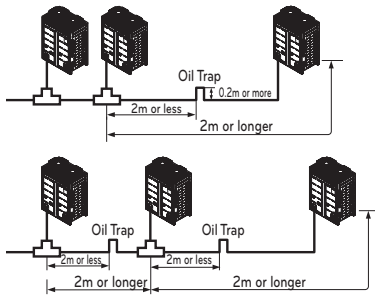 Oil Trap
0.2m or more
2m or less
2m or longer
Oil Trap
Oil Trap
2m or less
2m or less
2m or longer
2m or longer